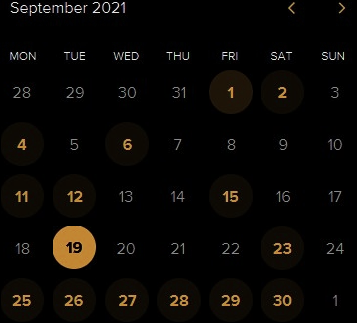 September 2021
MON TUE WED THU FRI SAT SUN
28 29 30 31 1 2 3
4 5 6 7 8 9 10
11 12 13 14 15 16 17
18 19 20 21 22 23 24
25 26 27 28 29 30 1